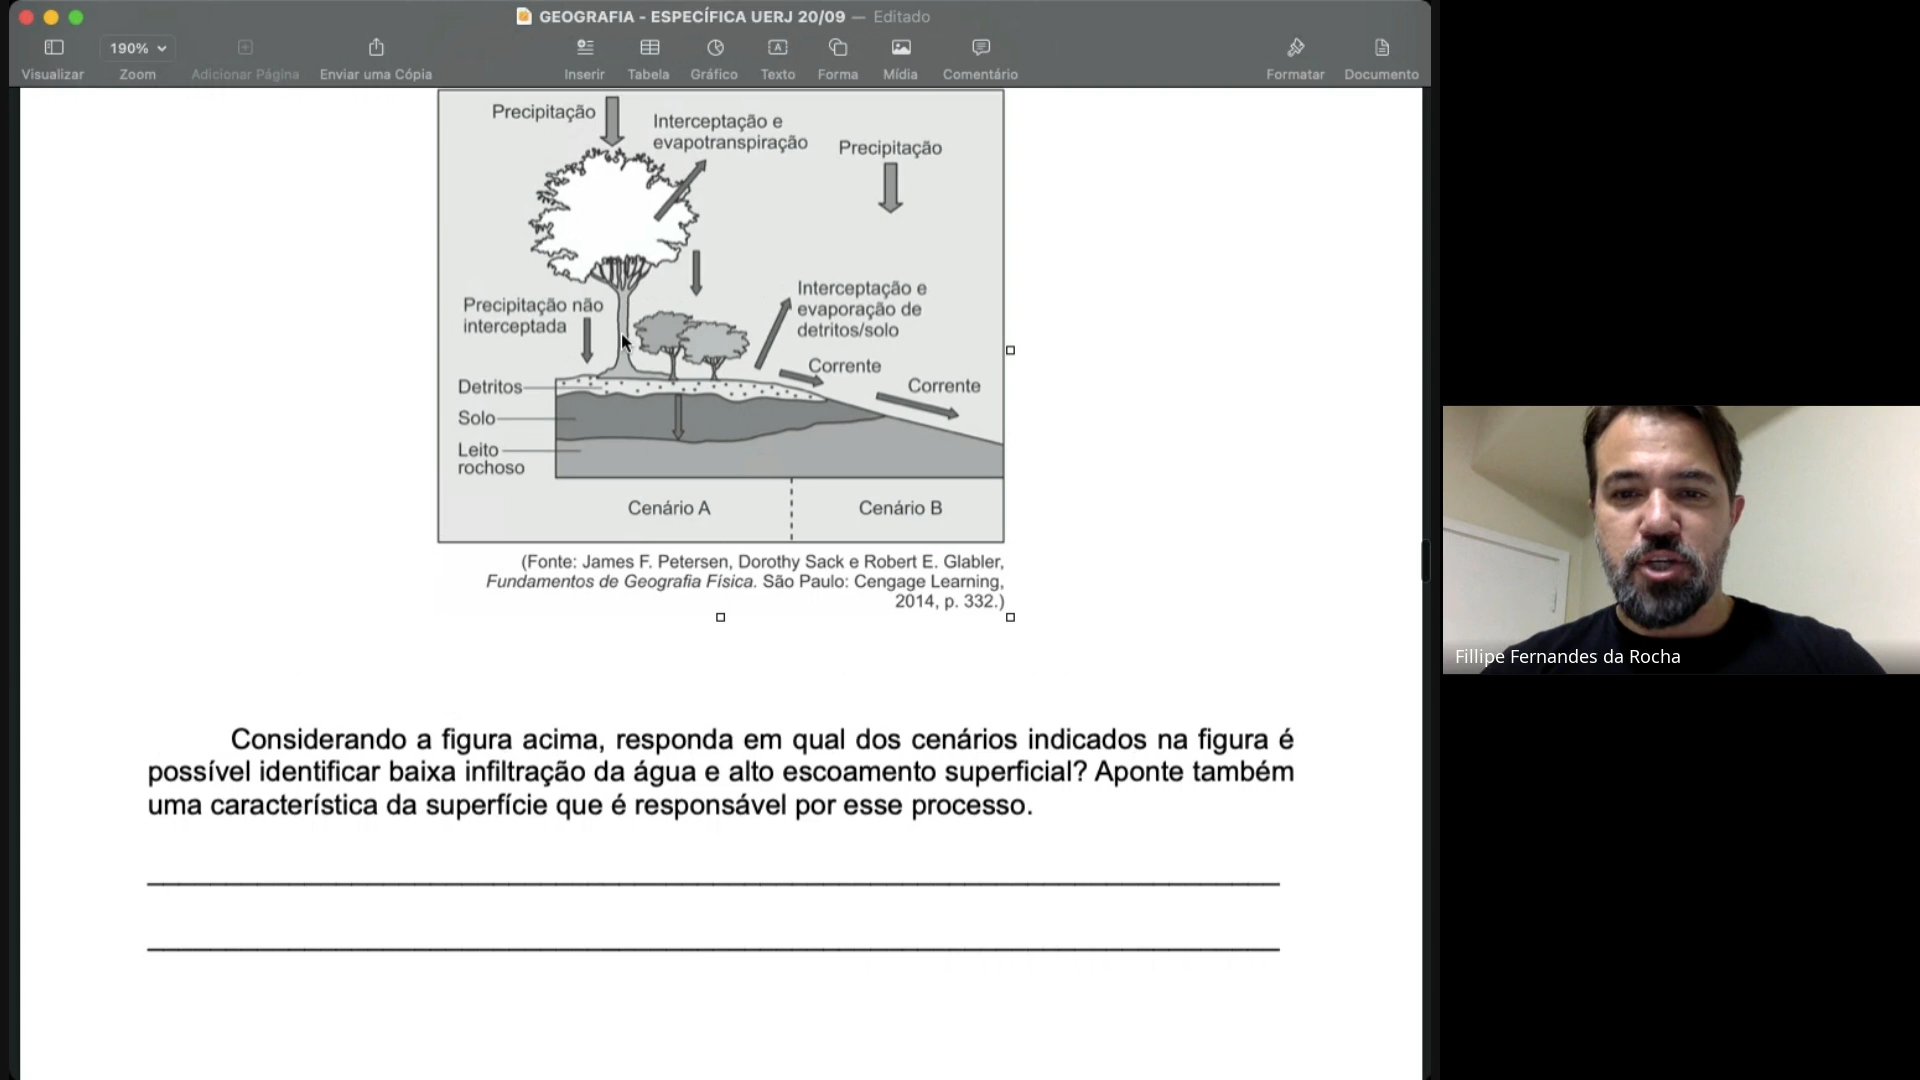 GEOGRAFIA - ESPECÍFICA UERJ 20/09 — Editado
190%
Visualizar
Zoom
Adicionar Página
Enviar uma Cópia
Inserir
Tabela
Gráfico
Texto
Forma
Mídia
Comentário
Formatar
Documento
Precipitação
Interceptação e
evapotranspiração
Precipitação
Precipitação não
interceptada
Interceptação e
evaporação de
detritos/solo
Corrente
Corrente
Detritos
Solo
Leito
rochoso
Cenário A
Cenário B
(Fonte: James F. Petersen, Dorothy Sack e Robert E. Glabler,
Fundamentos de Geografia Física. São Paulo: Cengage Learning,
2014, p. 332.)
Considerando a figura acima, responda em qual dos cenários indicados na figura é
possível identificar baixa infiltração da água e alto escoamento superficial? Aponte também
uma característica da superfície que é responsável por esse processo.
Fillipe Fernandes da Rocha